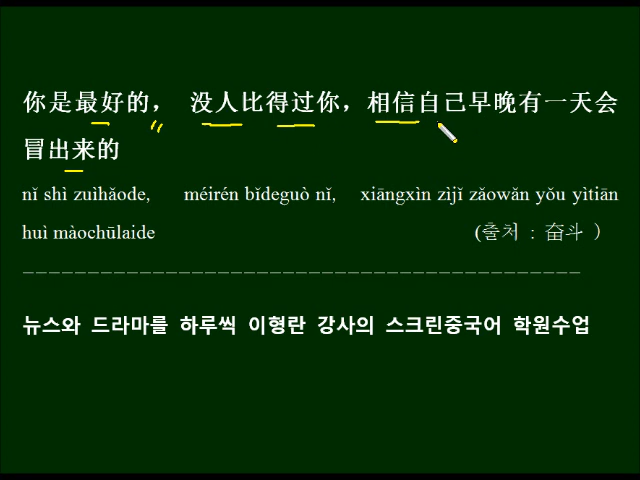 你是最好的， 没人比得过你，相信自己早晚有一天会
冒出来的
nǐ shì zuìhǎode, méirén bǐdeguò nǐ, xiāngxìn zìjǐ zǎowǎn yǒu yìtiān
huì màochūlaide (출처 : 奋斗 )
뉴스와 드라마를 하루씩 이형란 강사의 스크린중국어 학원수업